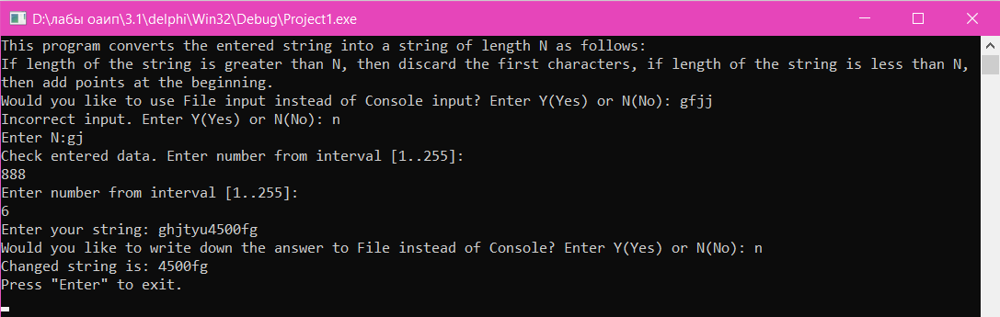 D:\лабы оаип\3.1\delphi\Win32\Debug\Project1.exe
This program converts the entered string into a string of length N as follows:
If length of the string is greater than N, then discard the first characters, if length of the string is less than N,
then add points at the beginning.
Would you like to use File input instead of Console input? Enter Y(Yes) or N(No): gfjj
Incorrect input. Enter Y(Yes) or N(No): n
Enter N:gj
Check entered data. Enter number from interval [1..255]:
888
Enter number from interval [1..255]:
6
Enter your string: ghjtyu4500fg
Would you like to write down the answer to File instead of Console? Enter Y(Yes) or N(No): n
Changed string is: 4500fg
Press "Enter" to exit.